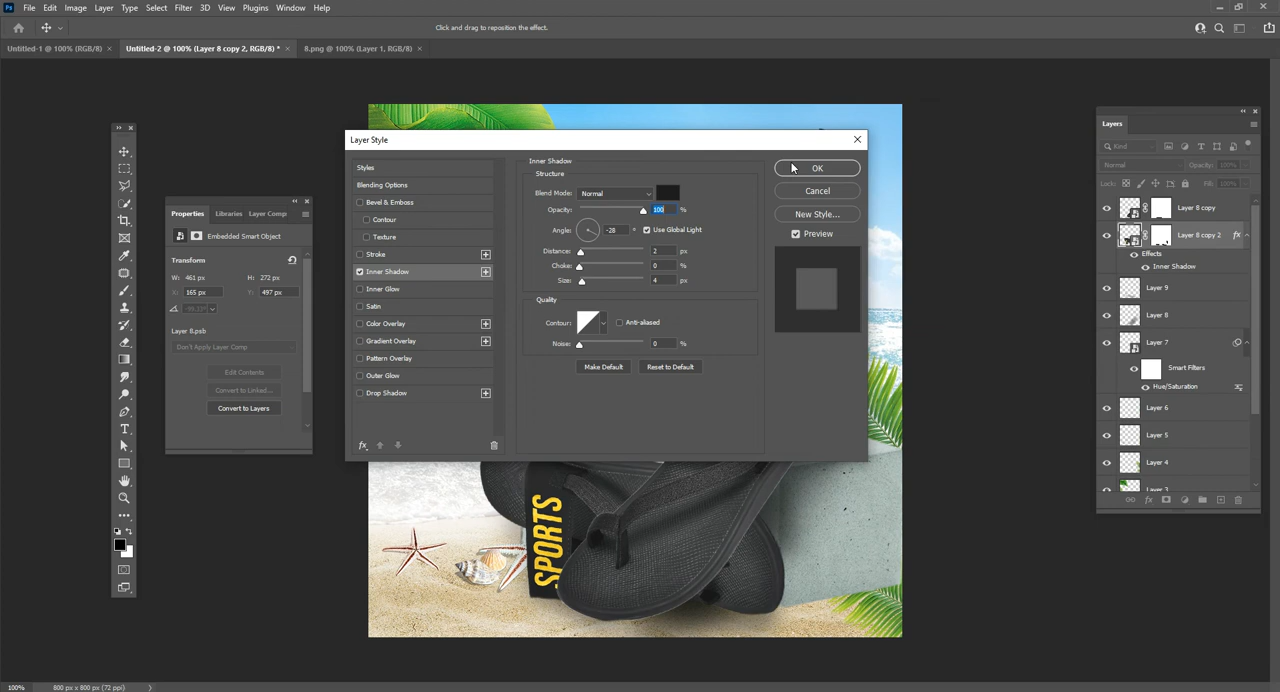 Ps File Edit Image Layer Type Select Filter 3D View Plugins Window Help
Click and drag to reposition the effect.
Untitled-1 @ 100% (RGB/8) × Untitled-2 @ 100% (Layer 8 copy 2, RGB/8) * × 8.png @ 100% (Layer 1, RGB/8) ×
Properties Libraries Layer Comp
Embedded Smart Object
Transform
W: 461 px H: 272 px
X: 165 px Y: 497 px
Layer 8.psb
Don't Apply Layer Comp
Edit Contents
Convert to Linked...
Convert to Layers
Layer Style
Styles
Blending Options
Bevel & Emboss
Contour
Texture
Stroke
Inner Shadow
Inner Glow
Satin
Color Overlay
Gradient Overlay
Pattern Overlay
Outer Glow
Drop Shadow
fx
Inner Shadow
Structure
Blend Mode: Normal
Opacity: 100 %
Angle: -28 ° Use Global Light
Distance: 2 px
Choke: 0 %
Size: 4 px
Quality
Contour: Anti-aliased
Noise: 0 %
Make Default Reset to Default
OK
Cancel
New Style...
Preview
SPORTS
Layers
Kind
Normal Opacity: 100%
Lock: Fill: 100%
Layer 8 copy
Layer 8 copy 2 fx
Effects
Inner Shadow
Layer 9
Layer 8
Layer 7
Smart Filters
Hue/Saturation
Layer 6
Layer 5
Layer 4
Layer 3
fx
100% 800 px x 800 px (72 ppi)